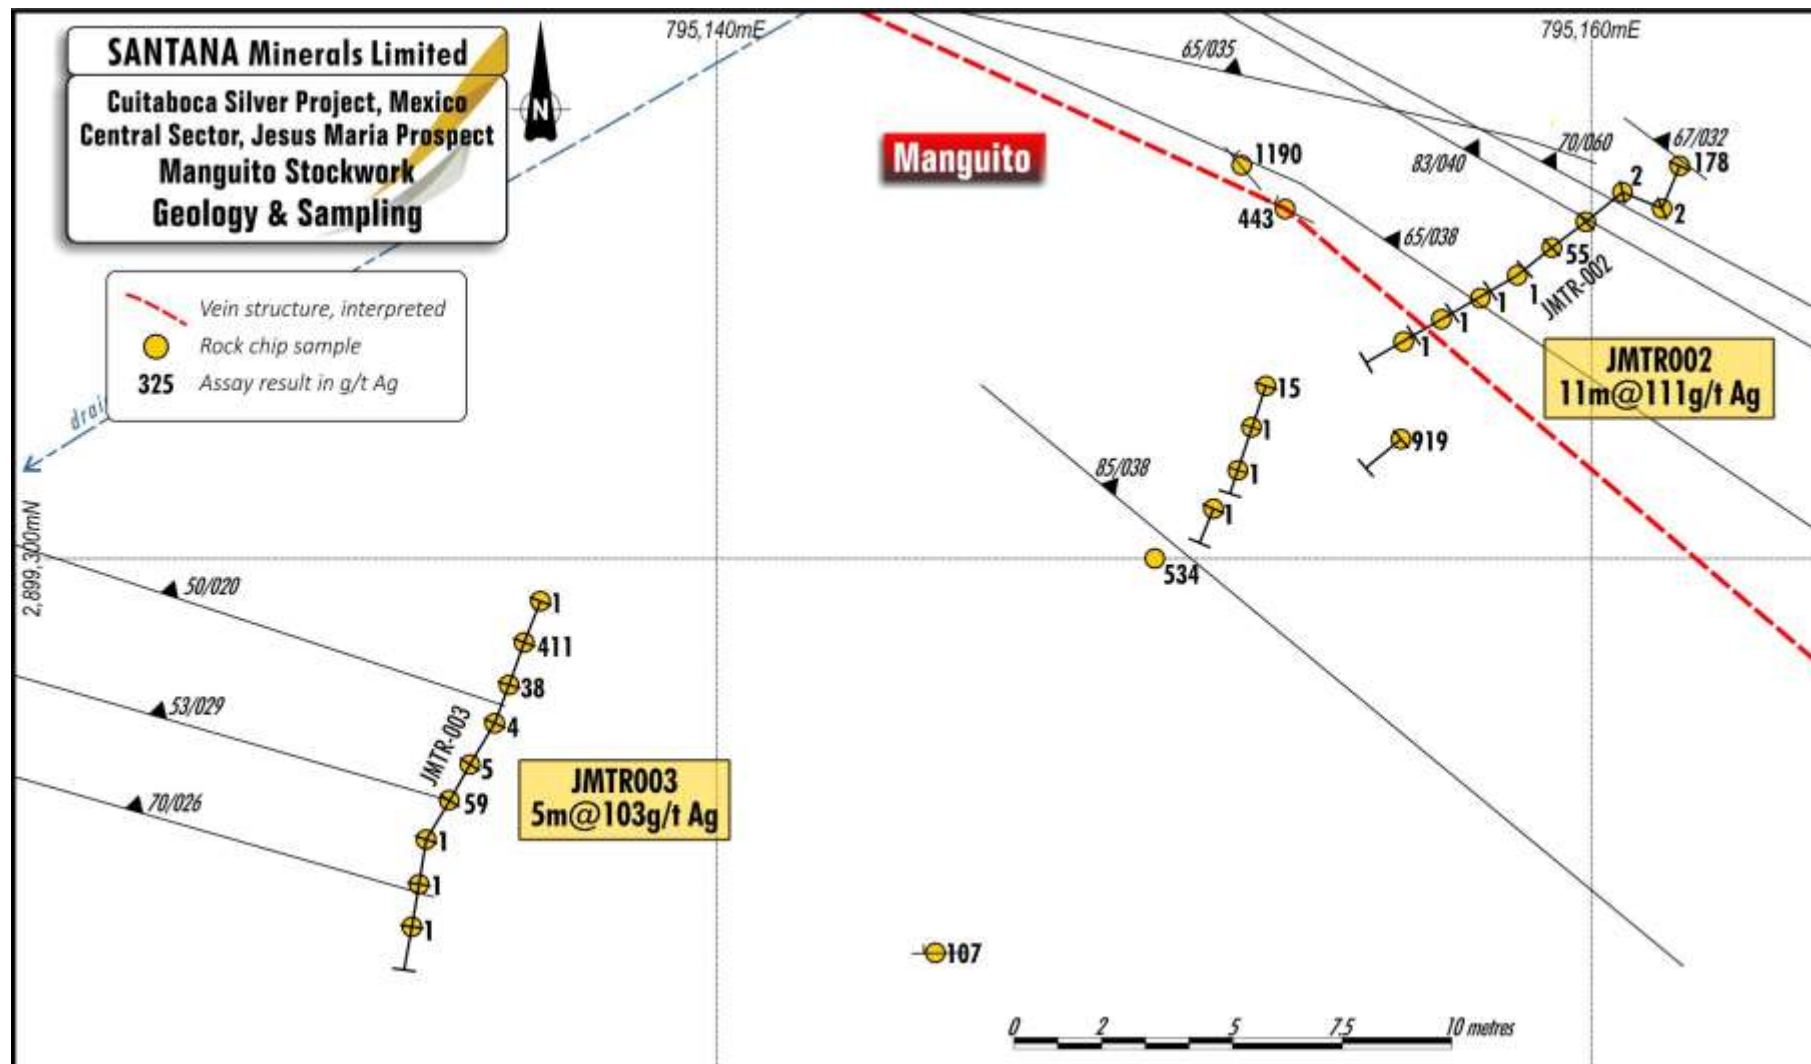 SANTANA Minerals Limited
Cuitaboca Silver Project, Mexico
Central Sector, Jesus Maria Prospect
Manguito Stockwork
Geology & Sampling
N
795,140mE
795,160mE
65/035
70/060
67/032
83/040
178
Manguito
1190
443
2
2
65/038
55
JMTR-002
1
1
1
1
Vein structure, interpreted
Rock chip sample
325 Assay result in g/t Ag
JMTR002
11m@111g/t Ag
15
1
1
1
919
85/038
534
2,899,300mN
50/020
53/029
70/026
1
411
38
4
5
59
1
1
1
JMTR-003
JMTR003
5m@103g/t Ag
107
0 2 5 7.5 10 metres